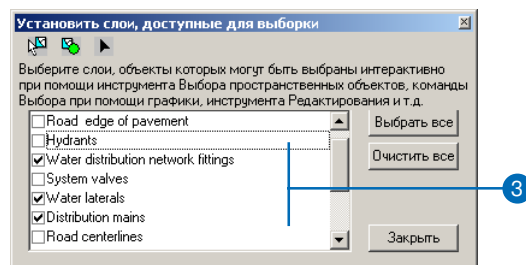 Установить слои, доступные для выборки
Выберите слои, объекты которых могут быть выбраны интерактивно
при помощи инструмента Выбора пространственных объектов, команды
Выбора при помощи графики, инструмента Редактирования и т.д.
Road edge of pavement
Выбрать все
Hydrants
Water distribution network fittings
Очистить все
System valves
Water laterals
3
Distribution mains
Road centerlines
Закрыть